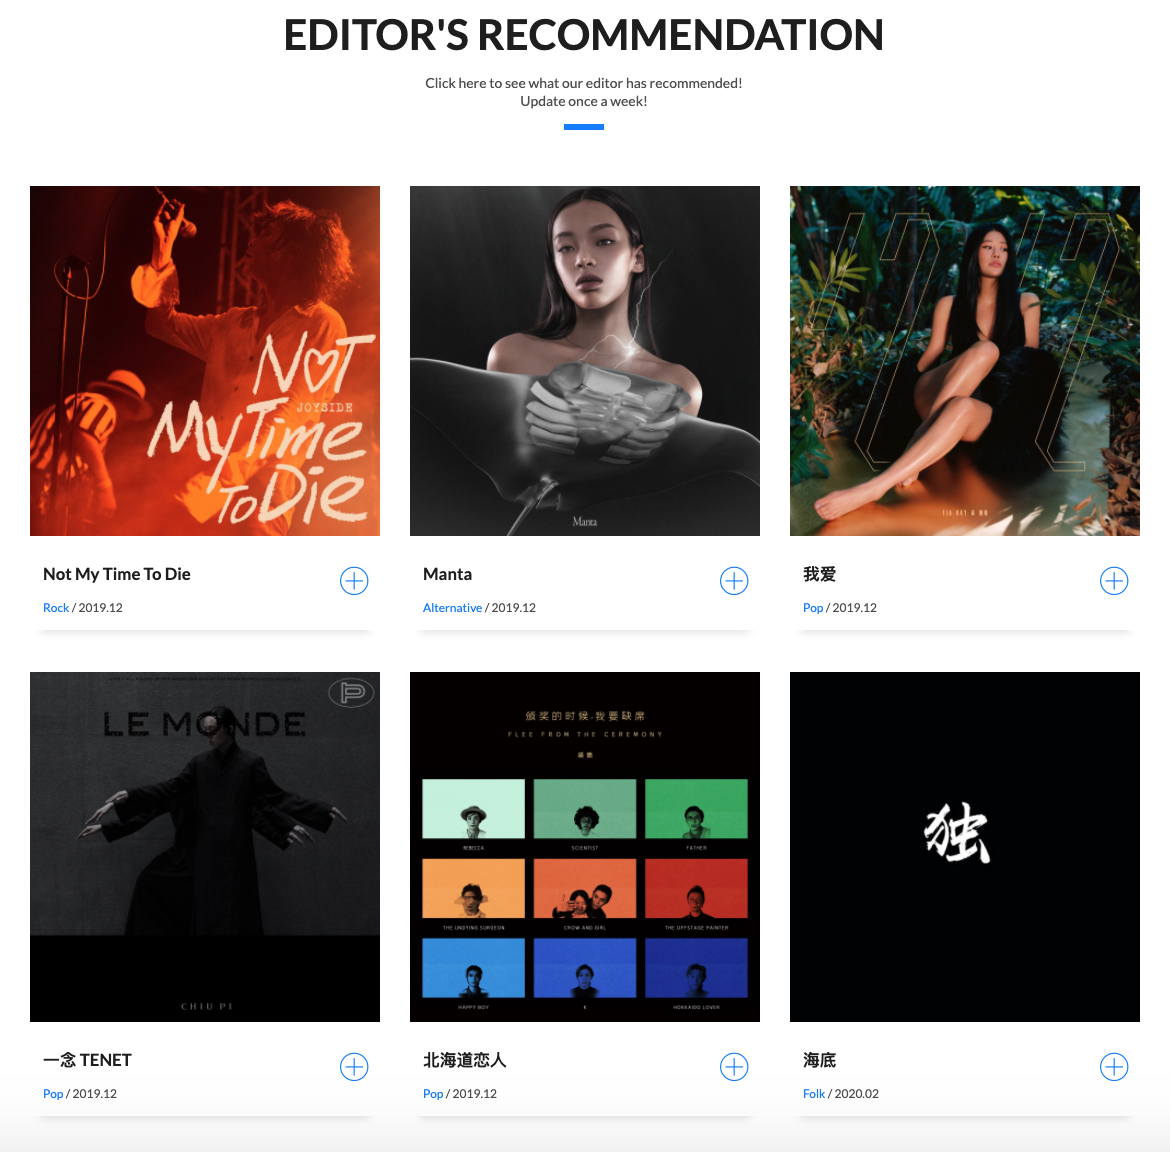 EDITOR'S RECOMMENDATION
Click here to see what our editor has recommended!
Update once a week!
NOT
JOYSIDE
My Time
To Die
Manta
Not My Time To Die
Rock / 2019.12
Manta
Alternative / 2019.12
我爱
Pop / 2019.12
LE MONDE
CHIU PI
颁奖的时候,我要缺席
FLEE FROM THE CEREMONY
REBECCA
SCIENTIST
FATHER
THE UNDYING SURGEON
CROW AND GIRL
THE OFFSTAGE PAINTER
HAPPY BOY
K
HOKKAIDO LOVER
独
一念 TENET
Pop / 2019.12
北海道恋人
Pop / 2019.12
海底
Folk / 2020.02